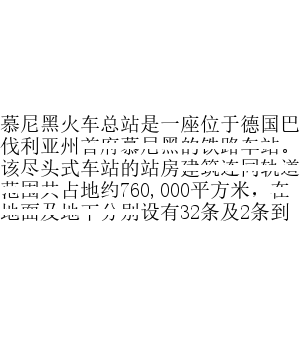 慕尼黑火车总站是一座位于德国巴
伐利亚州首府慕尼黑的铁路车站。
该尽头式车站的站房建筑连同轨道
范围共占地约760,000平方米，在
地面及地下分别设有32条及2条到